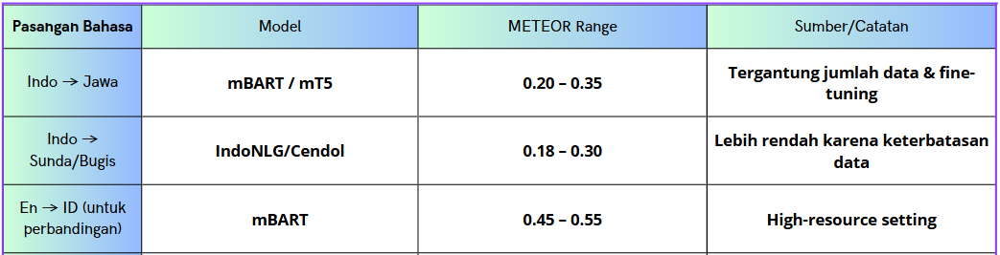 Pasangan Bahasa
Model
METEOR Range
Sumber/Catatan
Indo → Jawa
mBART / mT5
0.20 – 0.35
Tergantung jumlah data & fine-
tuning
Indo →
Sunda/Bugis
IndoNLG/Cendol
0.18 – 0.30
Lebih rendah karena keterbatasan
data
En → ID (untuk
perbandingan)
mBART
0.45 – 0.55
High-resource setting